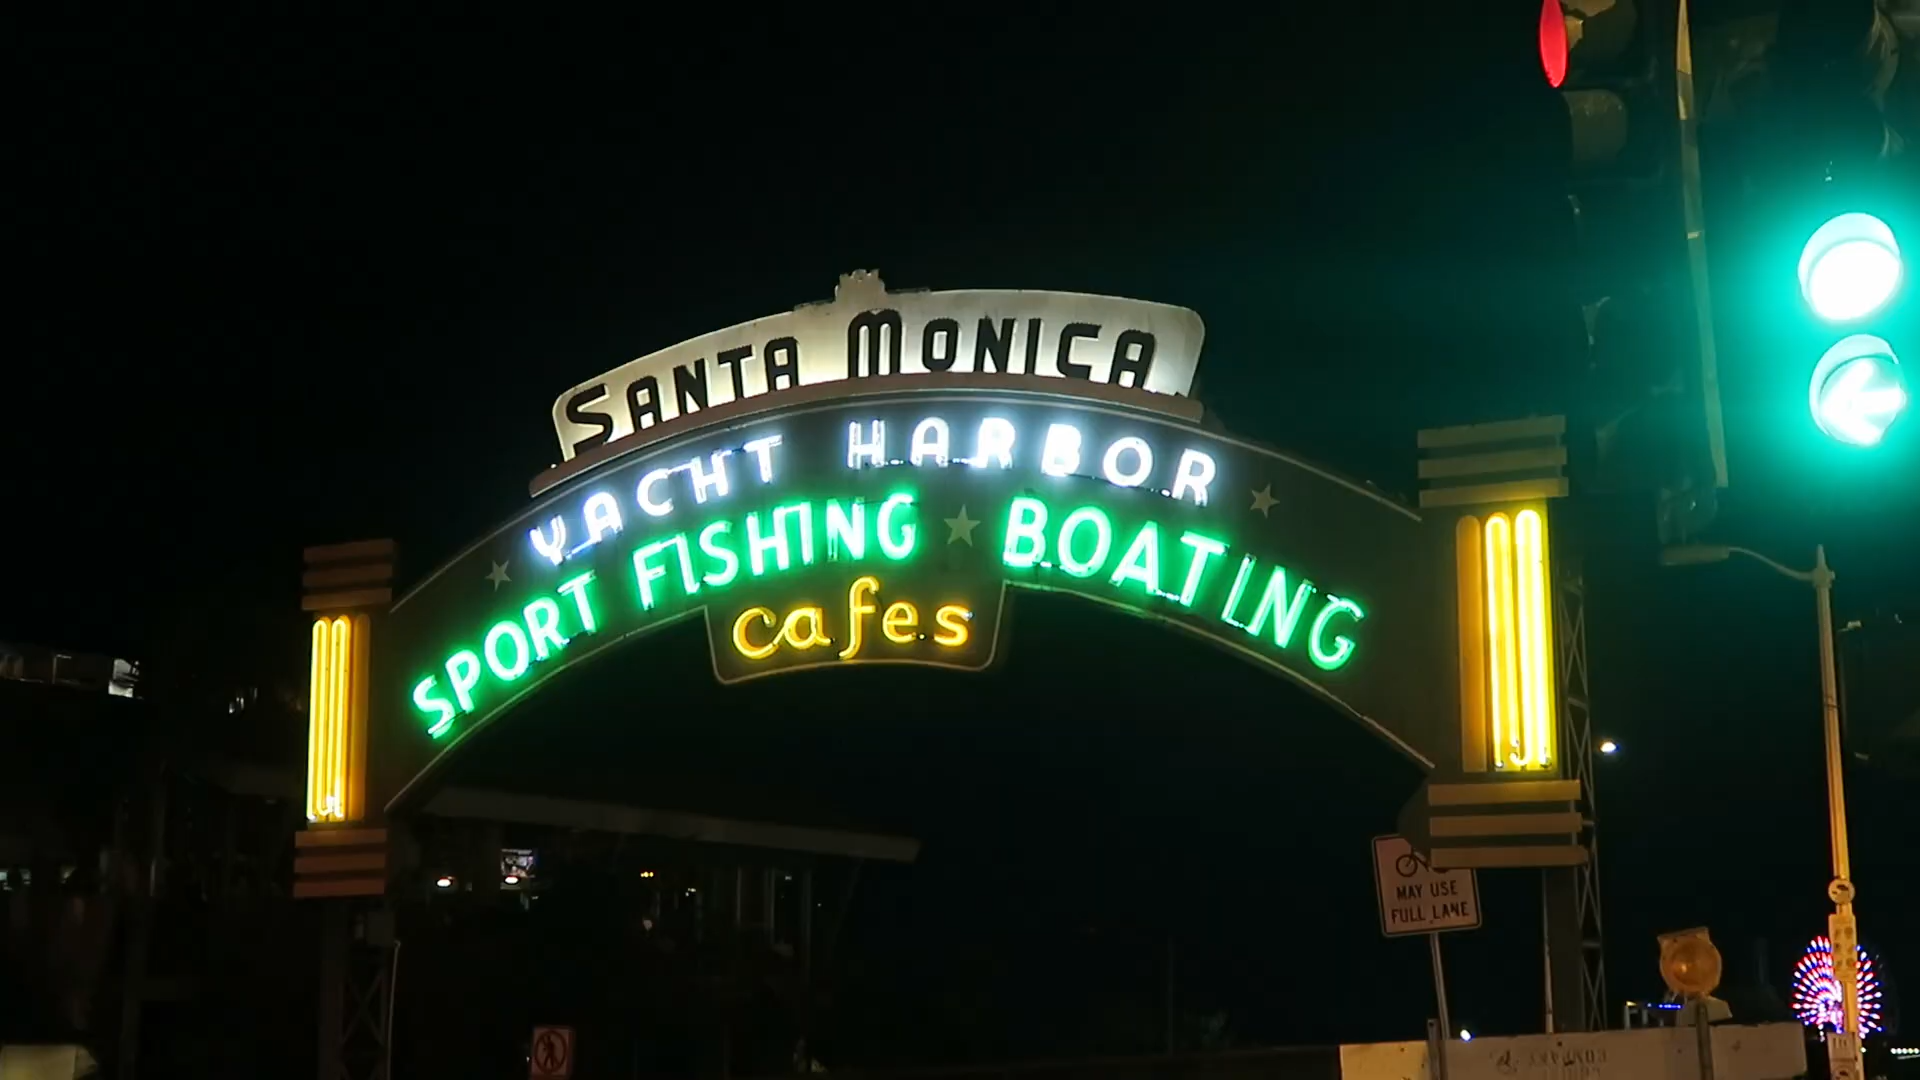 SANTA MONICA
YACHT HARBOR
SPORT FISHING BOATING
cafes
MAY USE
FULL LANE